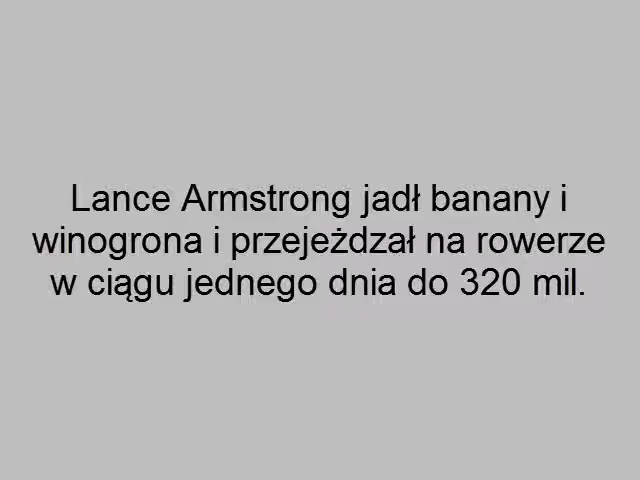 Lance Armstrong jadł banany i
winogrona i przejeżdzał na rowerze
w ciągu jednego dnia do 320 mil.